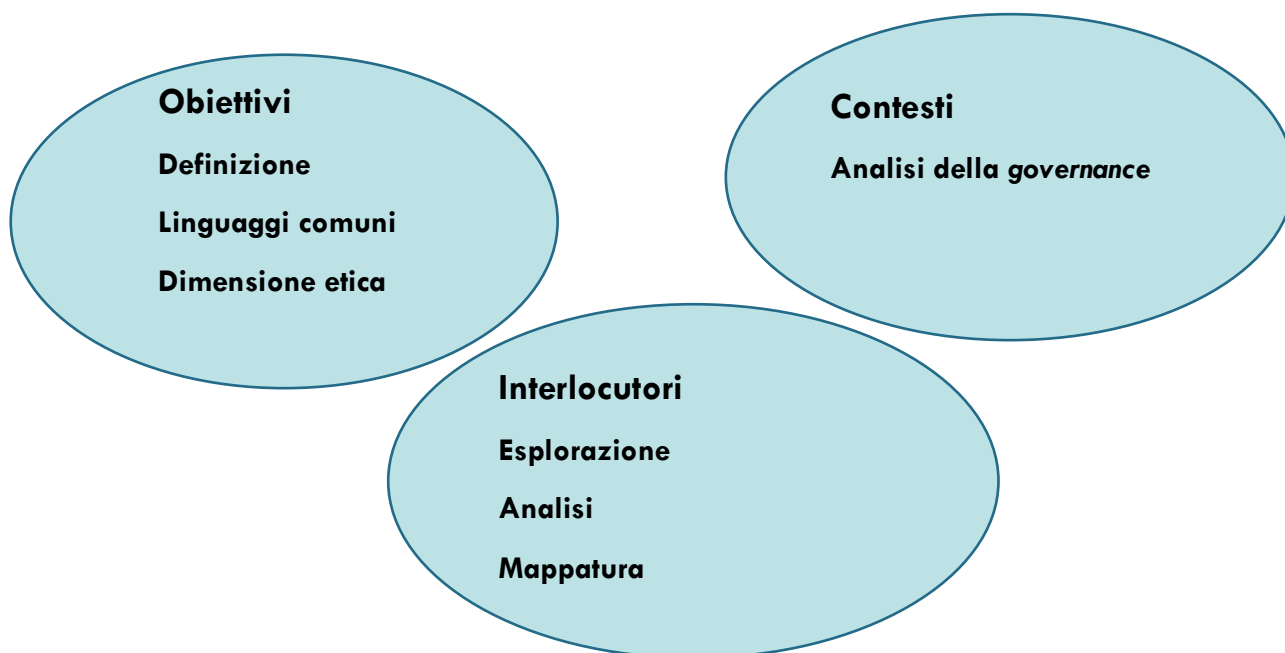 Obiettivi
Definizione
Linguaggi comuni
Dimensione etica
Contesti
Analisi della governance
Interlocutori
Esplorazione
Analisi
Mappatura